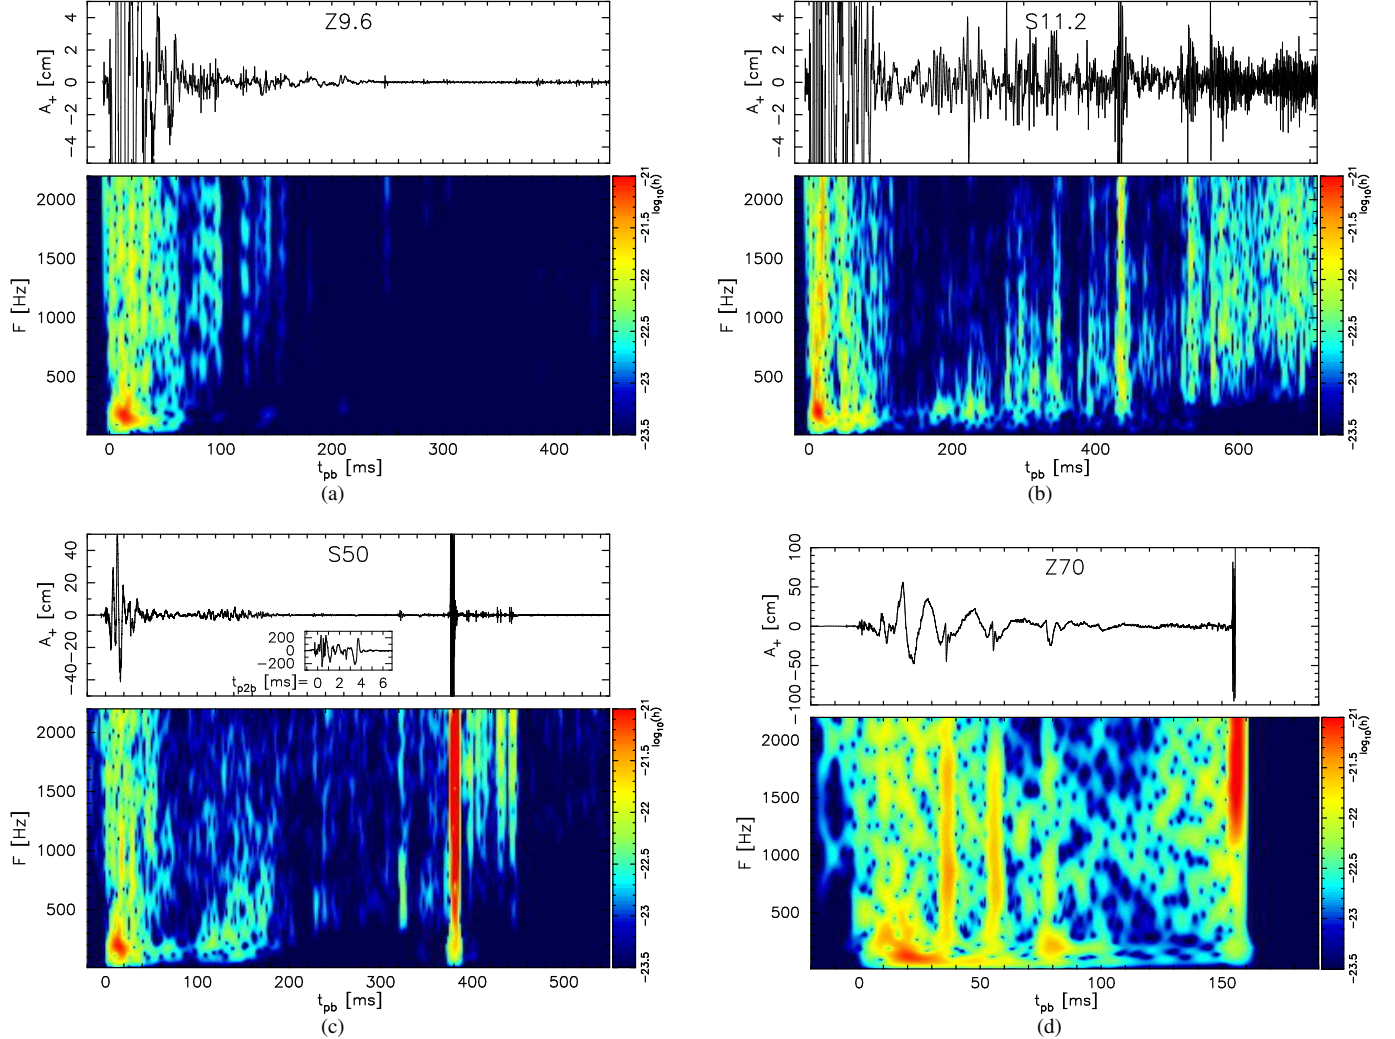 Z9.6
4
2
0
−2
−4
A+ [cm]
2000
1500
1000
500
F [Hz]
0 100 200 300 400
tpb [ms]
−21
−21.5
−22
−22.5
−23
−23.5
log10(h)
(a)
S11.2
4
2
0
−2
−4
A+ [cm]
2000
1500
1000
500
F [Hz]
0 200 400 600
tpb [ms]
−21
−21.5
−22
−22.5
−23
−23.5
log10(h)
(b)
S50
40
20
0
−20
−40
A+ [cm]
200
0
−200
tp2b [ms]= 0 2 4 6
2000
1500
1000
500
F [Hz]
0 100 200 300 400 500
tpb [ms]
−21
−21.5
−22
−22.5
−23
−23.5
log10(h)
(c)
Z70
100
50
0
−50
−100
A+ [cm]
2000
1500
1000
500
F [Hz]
0 50 100 150
tpb [ms]
−21
−21.5
−22
−22.5
−23
−23.5
log10(h)
(d)